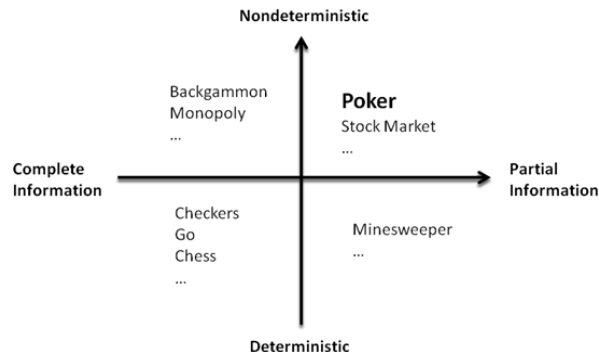 Nondeterministic
Backgammon
Monopoly
...
Poker
Stock Market
...
Complete
Information
Partial
Information
Checkers
Go
Chess
...
Minesweeper
...
Deterministic